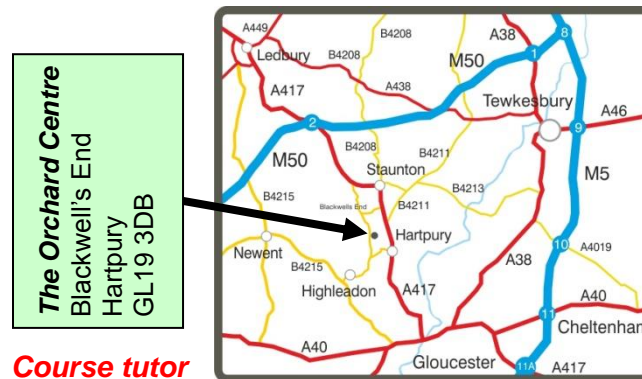 The Orchard Centre
Blackwell's End
Hartpury
GL19 3DB
Course tutor
A449
Ledbury
B4208
B4208
A38
8
1
M50
A438
A417
Tewkesbury
A46
2
9
M50
B4208
B4211
Staunton
M5
B4215
B4213
Blackwells End
B4211
Hartpury
10
A4019
Newent
B4215
A38
Highleadon
A417
A40
11
Cheltenham
A40
Gloucester
11A
A417